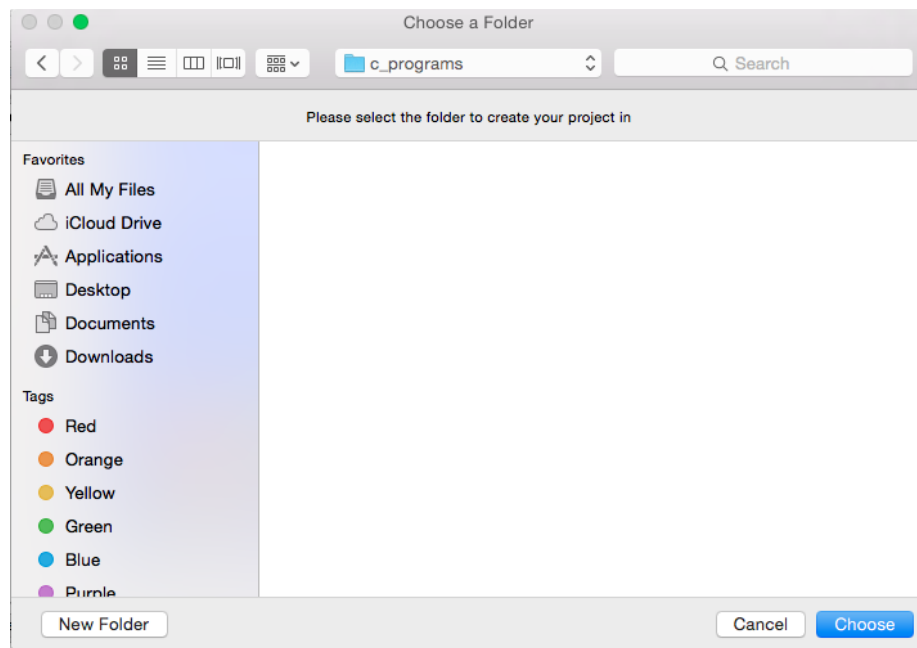 Choose a Folder
c_programs
Search
Please select the folder to create your project in
Favorites
All My Files
iCloud Drive
Applications
Desktop
Documents
Downloads
Tags
Red
Orange
Yellow
Green
Blue
Purple
New Folder
Cancel
Choose